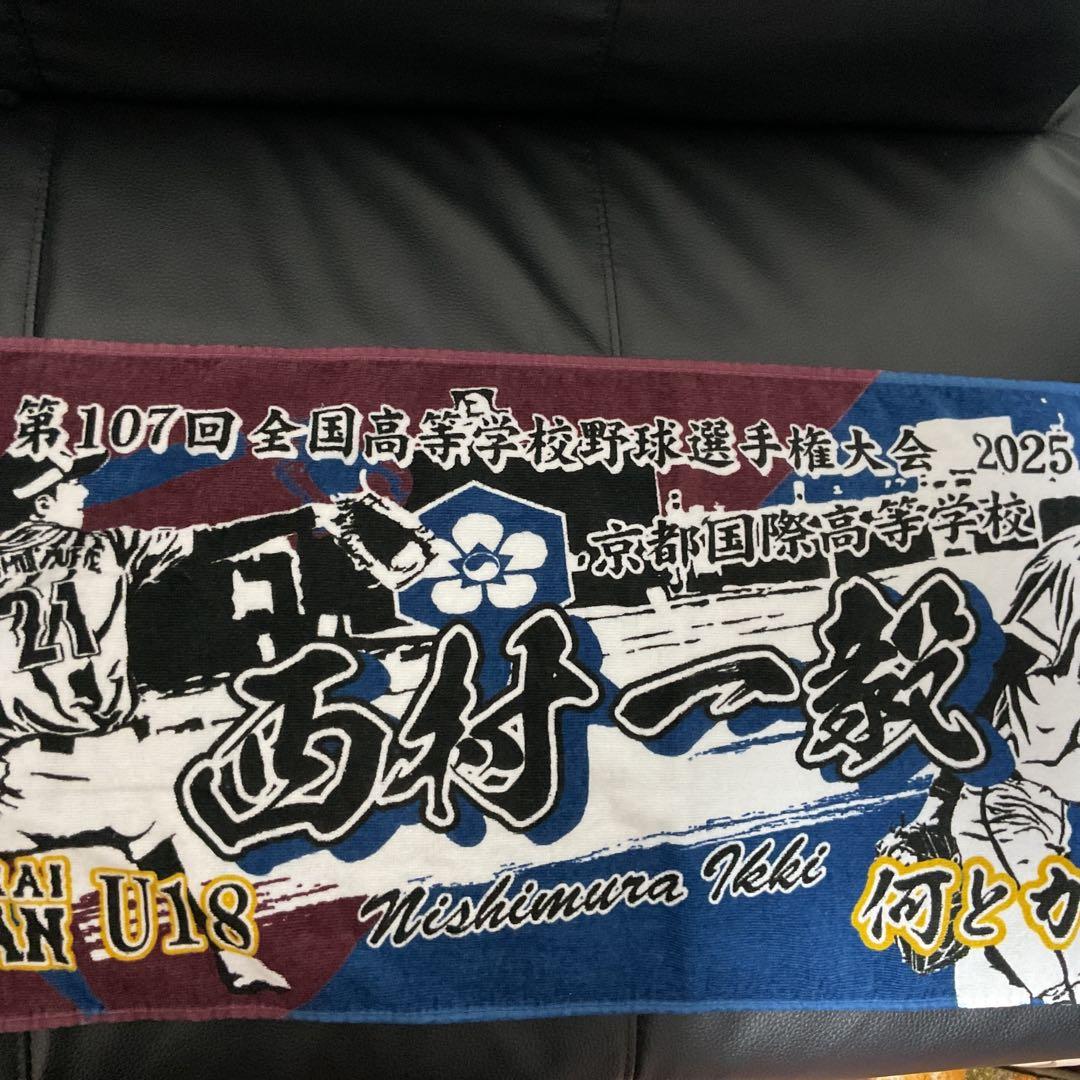 第107回 全国高等学校野球選手権大会 2025
京都国際高等学校
21
西村 一毅
Nishimura Ikki
U18
何とか